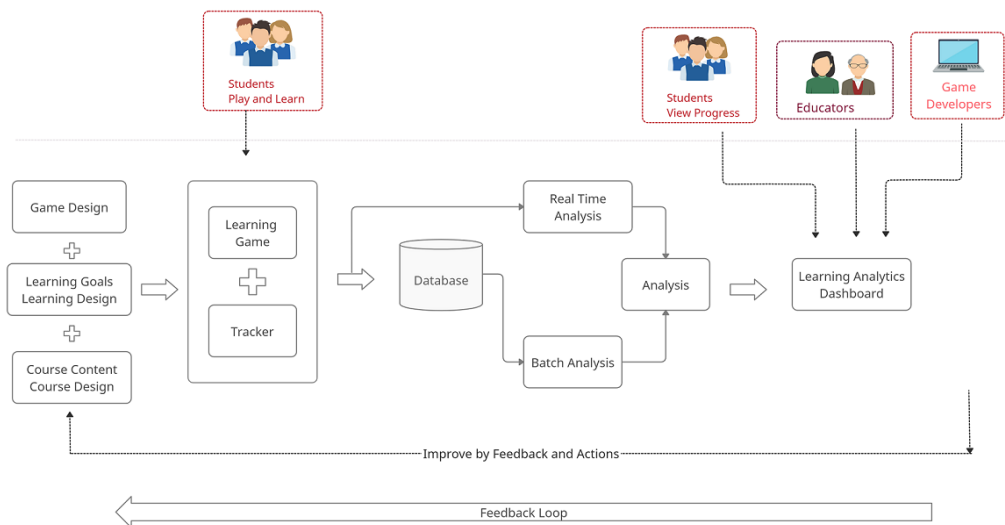 Students
Play and Learn
Students
View Progress
Educators
Game
Developers
Game Design
Learning Goals
Learning Design
Course Content
Course Design
Learning
Game
Tracker
Database
Real Time
Analysis
Batch Analysis
Analysis
Learning Analytics
Dashboard
Improve by Feedback and Actions
Feedback Loop